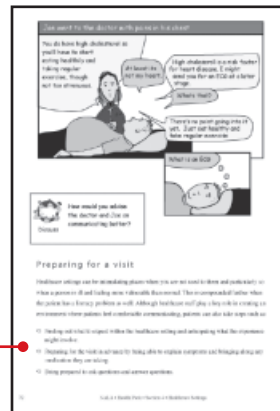 Joe went to the doctor with pains in his chest
You do have high cholesterol so
you'll have to start
eating healthily and
taking regular
exercise, though
not too strenuous.
At least it's
not my heart.
High cholesterol is a risk factor
for heart disease. I might
send you for an ECG at a later
stage.
What's that?
There's no point going into it
yet. Just eat healthy and
take regular exercise.
What is an ECG
How would you advise
the doctor and Joe on
communicating better?
Discuss
Preparing for a visit
Healthcare settings can be intimidating places when you are not used to them and particularly so
when a person is ill and feeling more vulnerable than normal. This is compounded further when
the patient has a literacy problem as well. Although healthcare staff play a key role in creating an
environment where patients feel comfortable communicating, patients can also take steps such as
Finding out what is required within the healthcare setting and anticipating what the experience
might involve.
Preparing for the visit in advance by being able to explain symptoms and bringing along any
medication they are taking.
Being prepared to ask questions and answer questions.